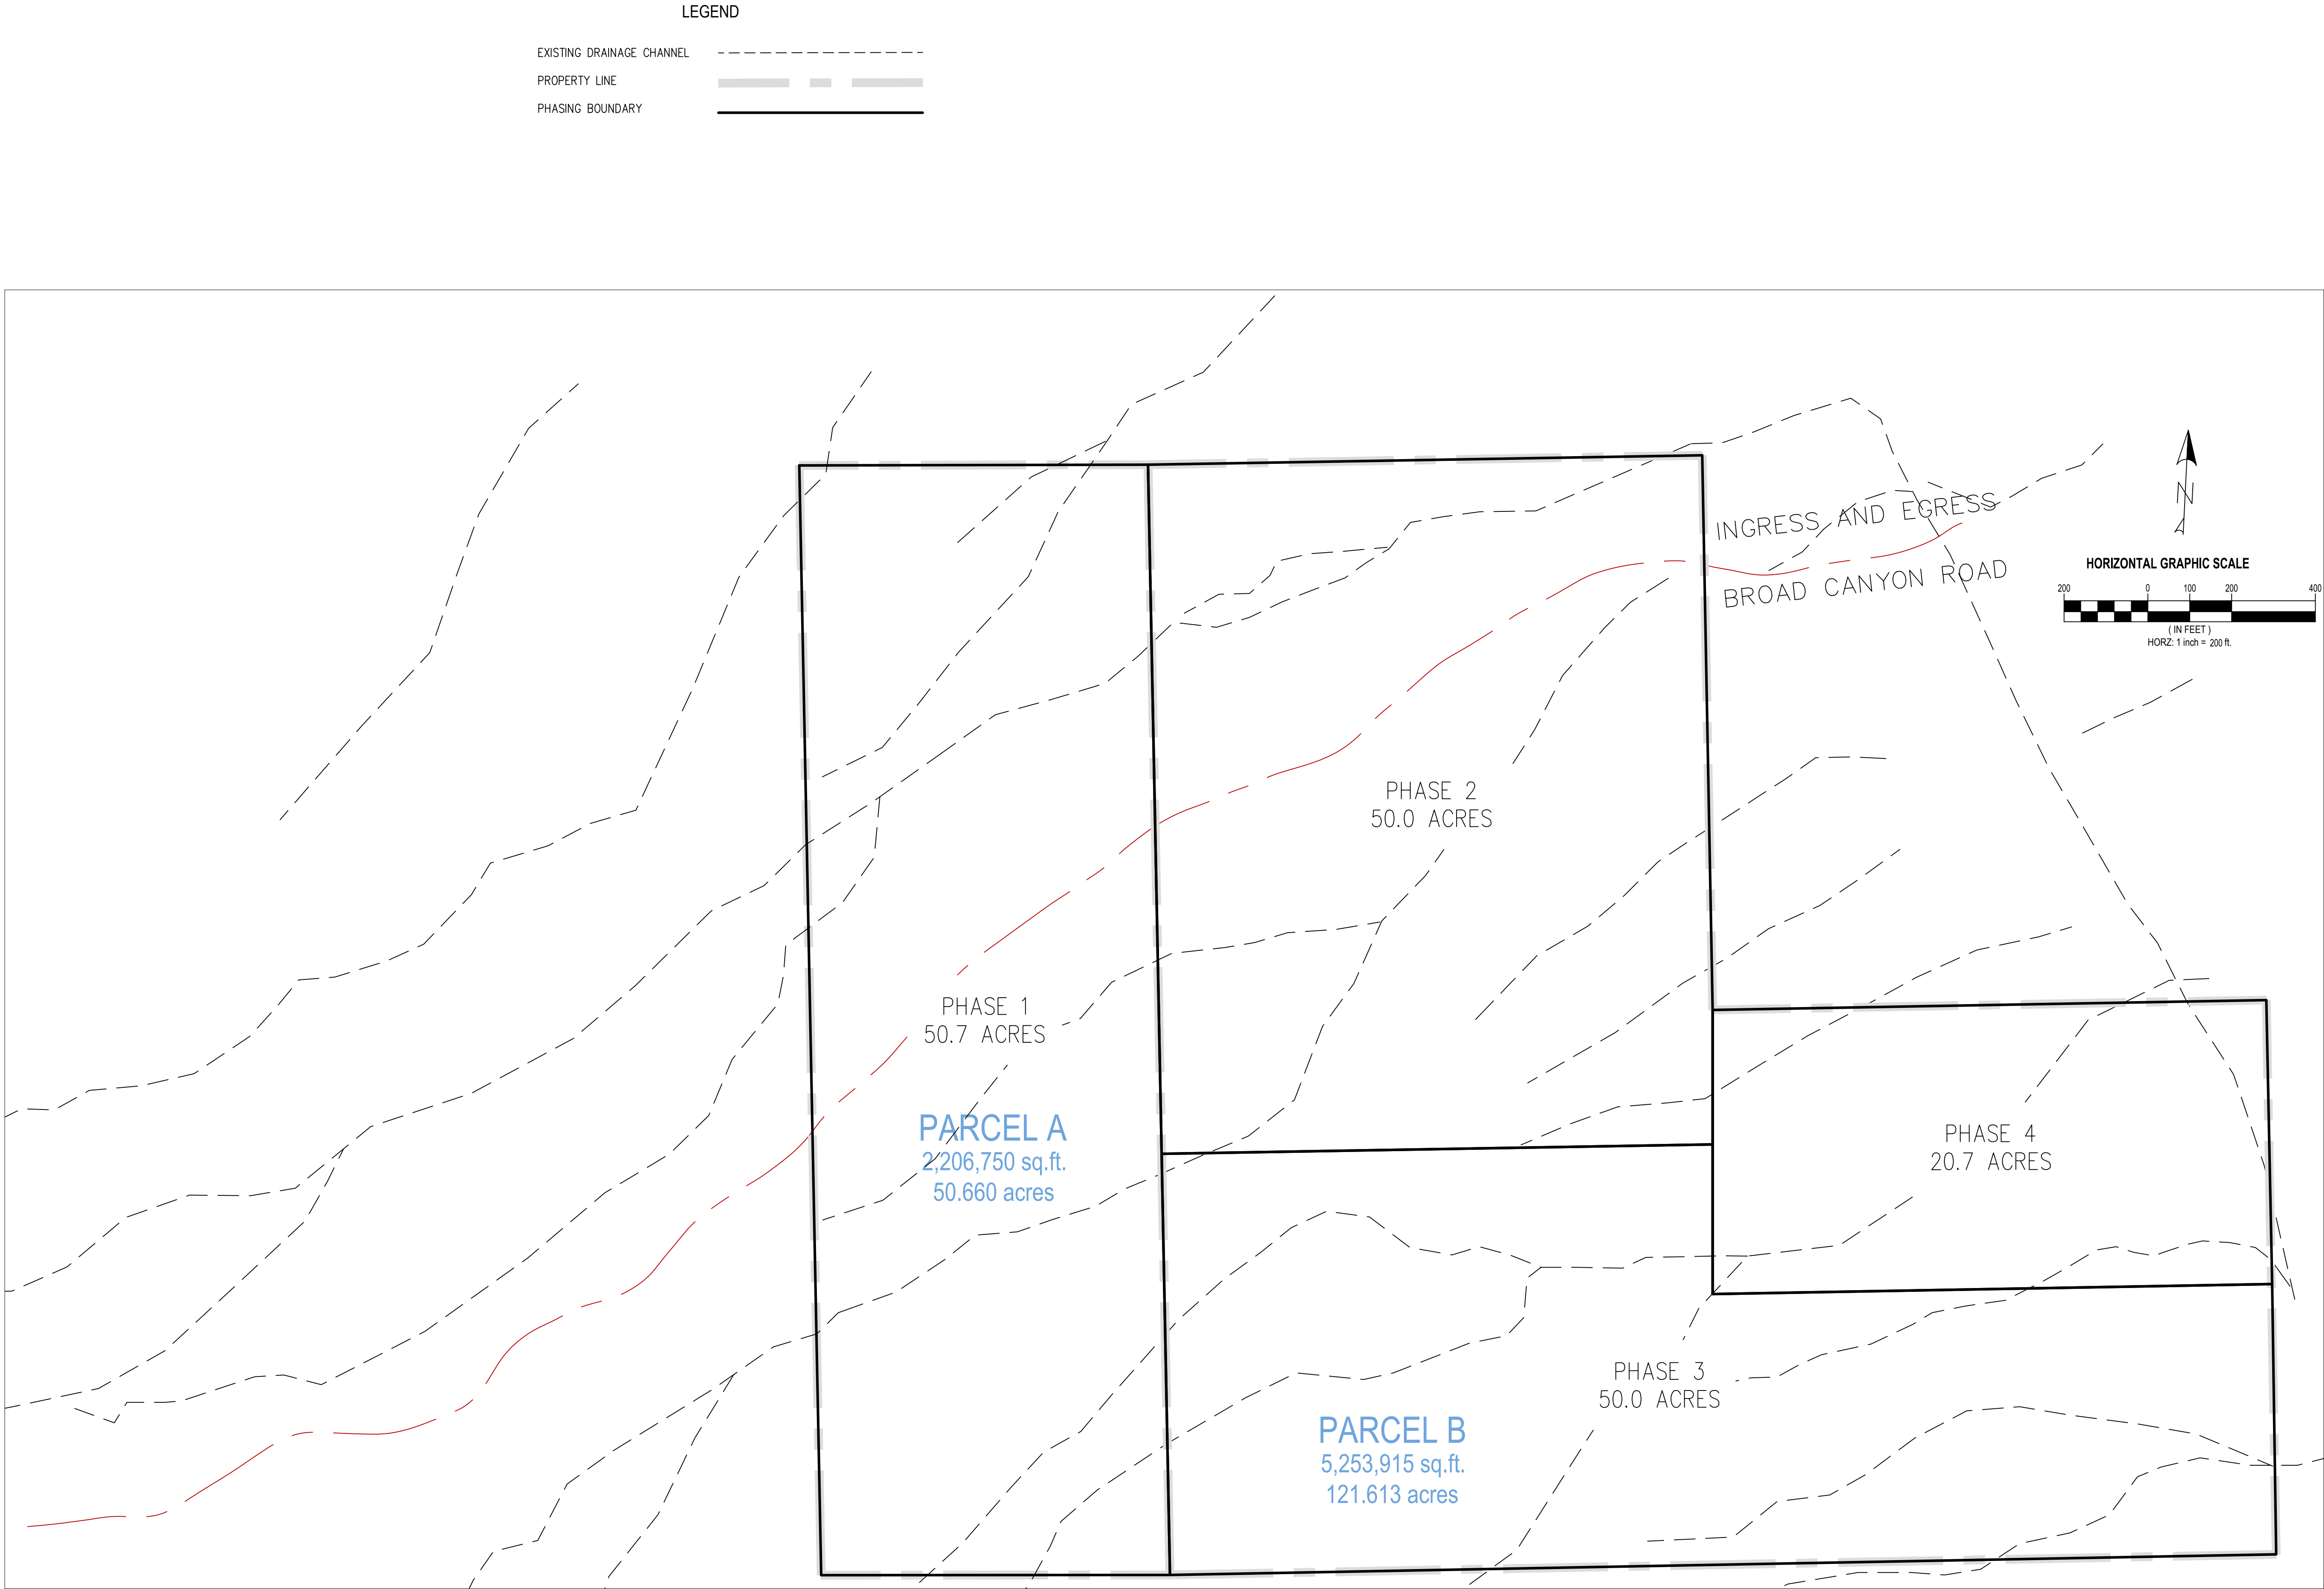 LEGEND
EXISTING DRAINAGE CHANNEL
PROPERTY LINE
PHASING BOUNDARY
INGRESS AND EGRESS
BROAD CANYON ROAD
N
HORIZONTAL GRAPHIC SCALE
200 0 100 200 400
( IN FEET )
HORZ: 1 inch = 200 ft.
PHASE 2
50.0 ACRES
PHASE 1
50.7 ACRES
PARCEL A
2,206,750 sq.ft.
50.660 acres
PHASE 4
20.7 ACRES
PHASE 3
50.0 ACRES
PARCEL B
5,253,915 sq.ft.
121.613 acres